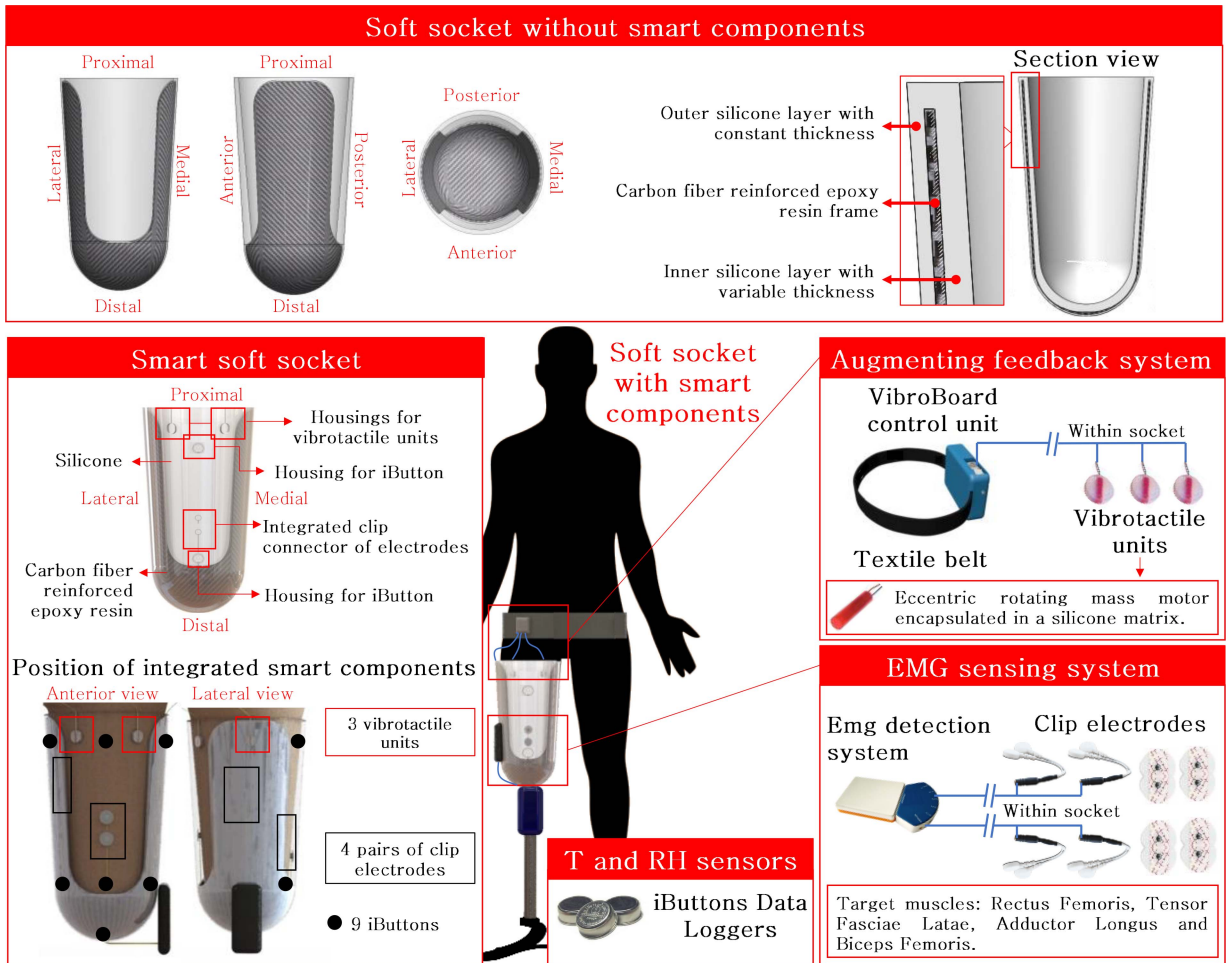 Soft socket without smart components
Proximal
Lateral
Medial
Distal
Proximal
Anterior
Posterior
Distal
Posterior
Lateral
Medial
Anterior
Section view
Outer silicone layer with
constant thickness
Carbon fiber reinforced epoxy
resin frame
Inner silicone layer with
variable thickness
Smart soft socket
Proximal
Housings for
vibrotactile units
Silicone
Housing for iButton
Lateral
Medial
Integrated clip
connector of electrodes
Carbon fiber
reinforced
epoxy resin
Housing for iButton
Distal
Position of integrated smart components
Anterior view
Lateral view
3 vibrotactile
units
4 pairs of clip
electrodes
9 iButtons
Soft socket
with smart
components
T and RH sensors
iButtons Data
Loggers
Augmenting feedback system
VibroBoard
control unit
Within socket
Textile belt
Vibrotactile
units
Eccentric rotating mass motor
encapsulated in a silicone matrix.
EMG sensing system
Emg detection
system
Clip electrodes
Within socket
Target muscles: Rectus Femoris, Tensor
Fasciae Latae, Adductor Longus and
Biceps Femoris.